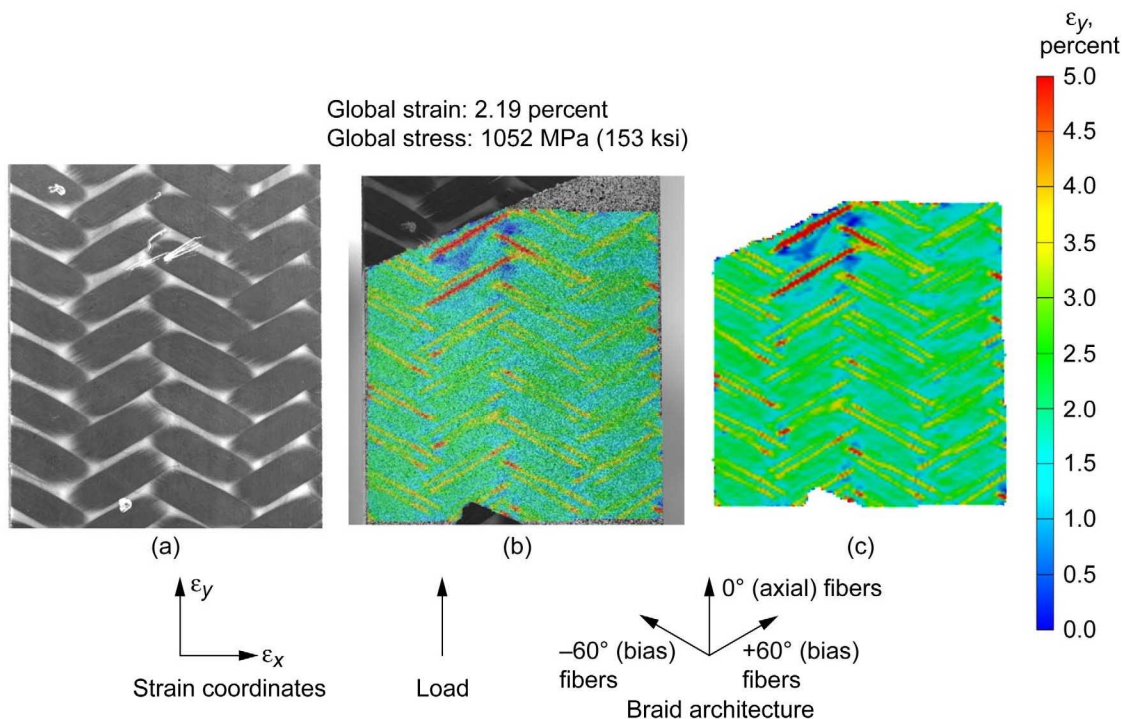 εy,
percent
5.0
4.5
4.0
3.5
3.0
2.5
2.0
1.5
1.0
0.5
0.0
Global strain: 2.19 percent
Global stress: 1052 MPa (153 ksi)
(a)
(b)
(c)
εy
εx
Strain coordinates
Load
0° (axial) fibers
–60° (bias)
fibers
+60° (bias)
fibers
Braid architecture